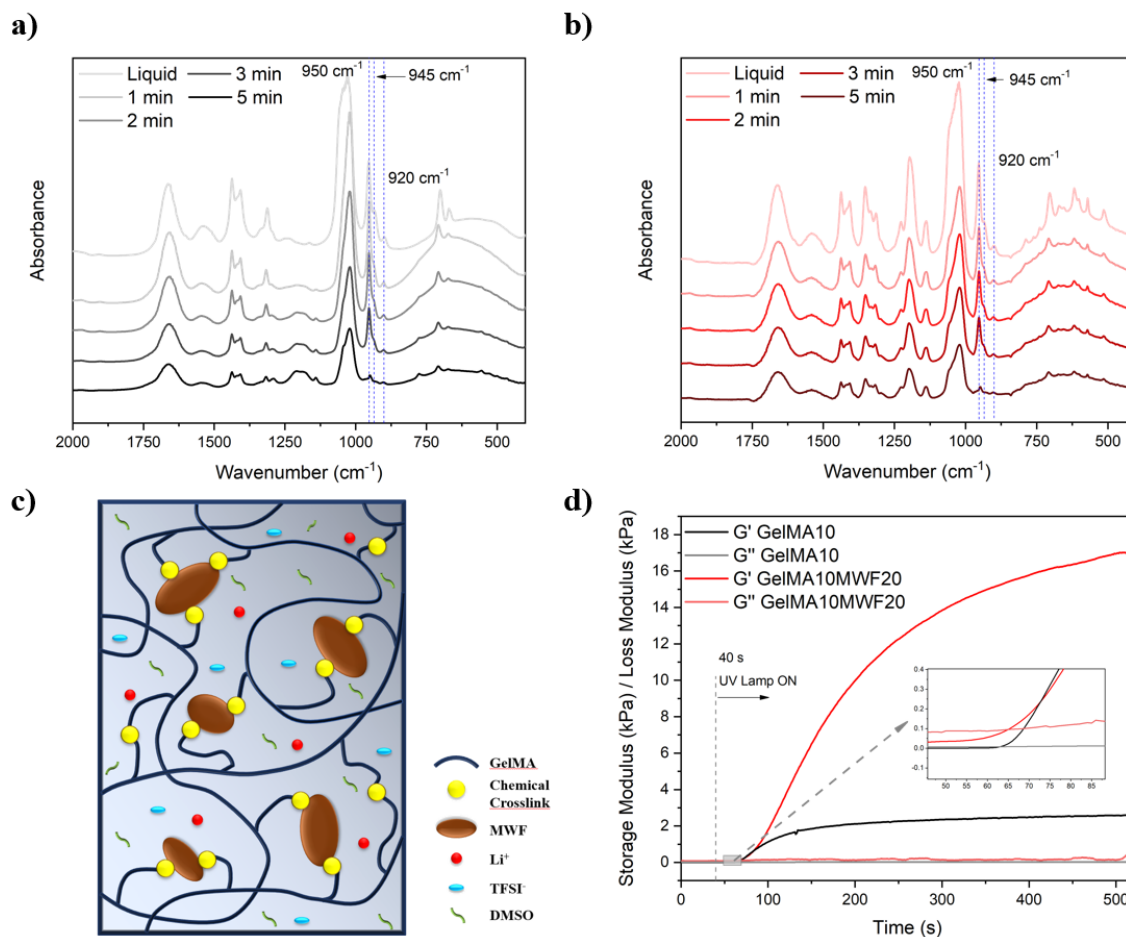 a)
Liquid
1 min
2 min
3 min
5 min
950 cm⁻¹
945 cm⁻¹
920 cm⁻¹
Absorbance
2000 1750 1500 1250 1000 750 500
Wavenumber (cm⁻¹)
b)
Liquid
1 min
2 min
3 min
5 min
950 cm⁻¹
945 cm⁻¹
920 cm⁻¹
Absorbance
2000 1750 1500 1250 1000 750 500
Wavenumber (cm⁻¹)
c)
GelMA
Chemical
Crosslink
MWF
Li⁺
TFSI⁻
DMSO
d)
Storage Modulus (kPa) / Loss Modulus (kPa)
18
16
14
12
10
8
6
4
2
0
G' GelMA10
G'' GelMA10
G' GelMA10MWF20
G'' GelMA10MWF20
40 s
UV Lamp ON
0.4
0.3
0.2
0.1
0.0
-0.1
50 55 60 65 70 75 80 85
0 100 200 300 400 500
Time (s)